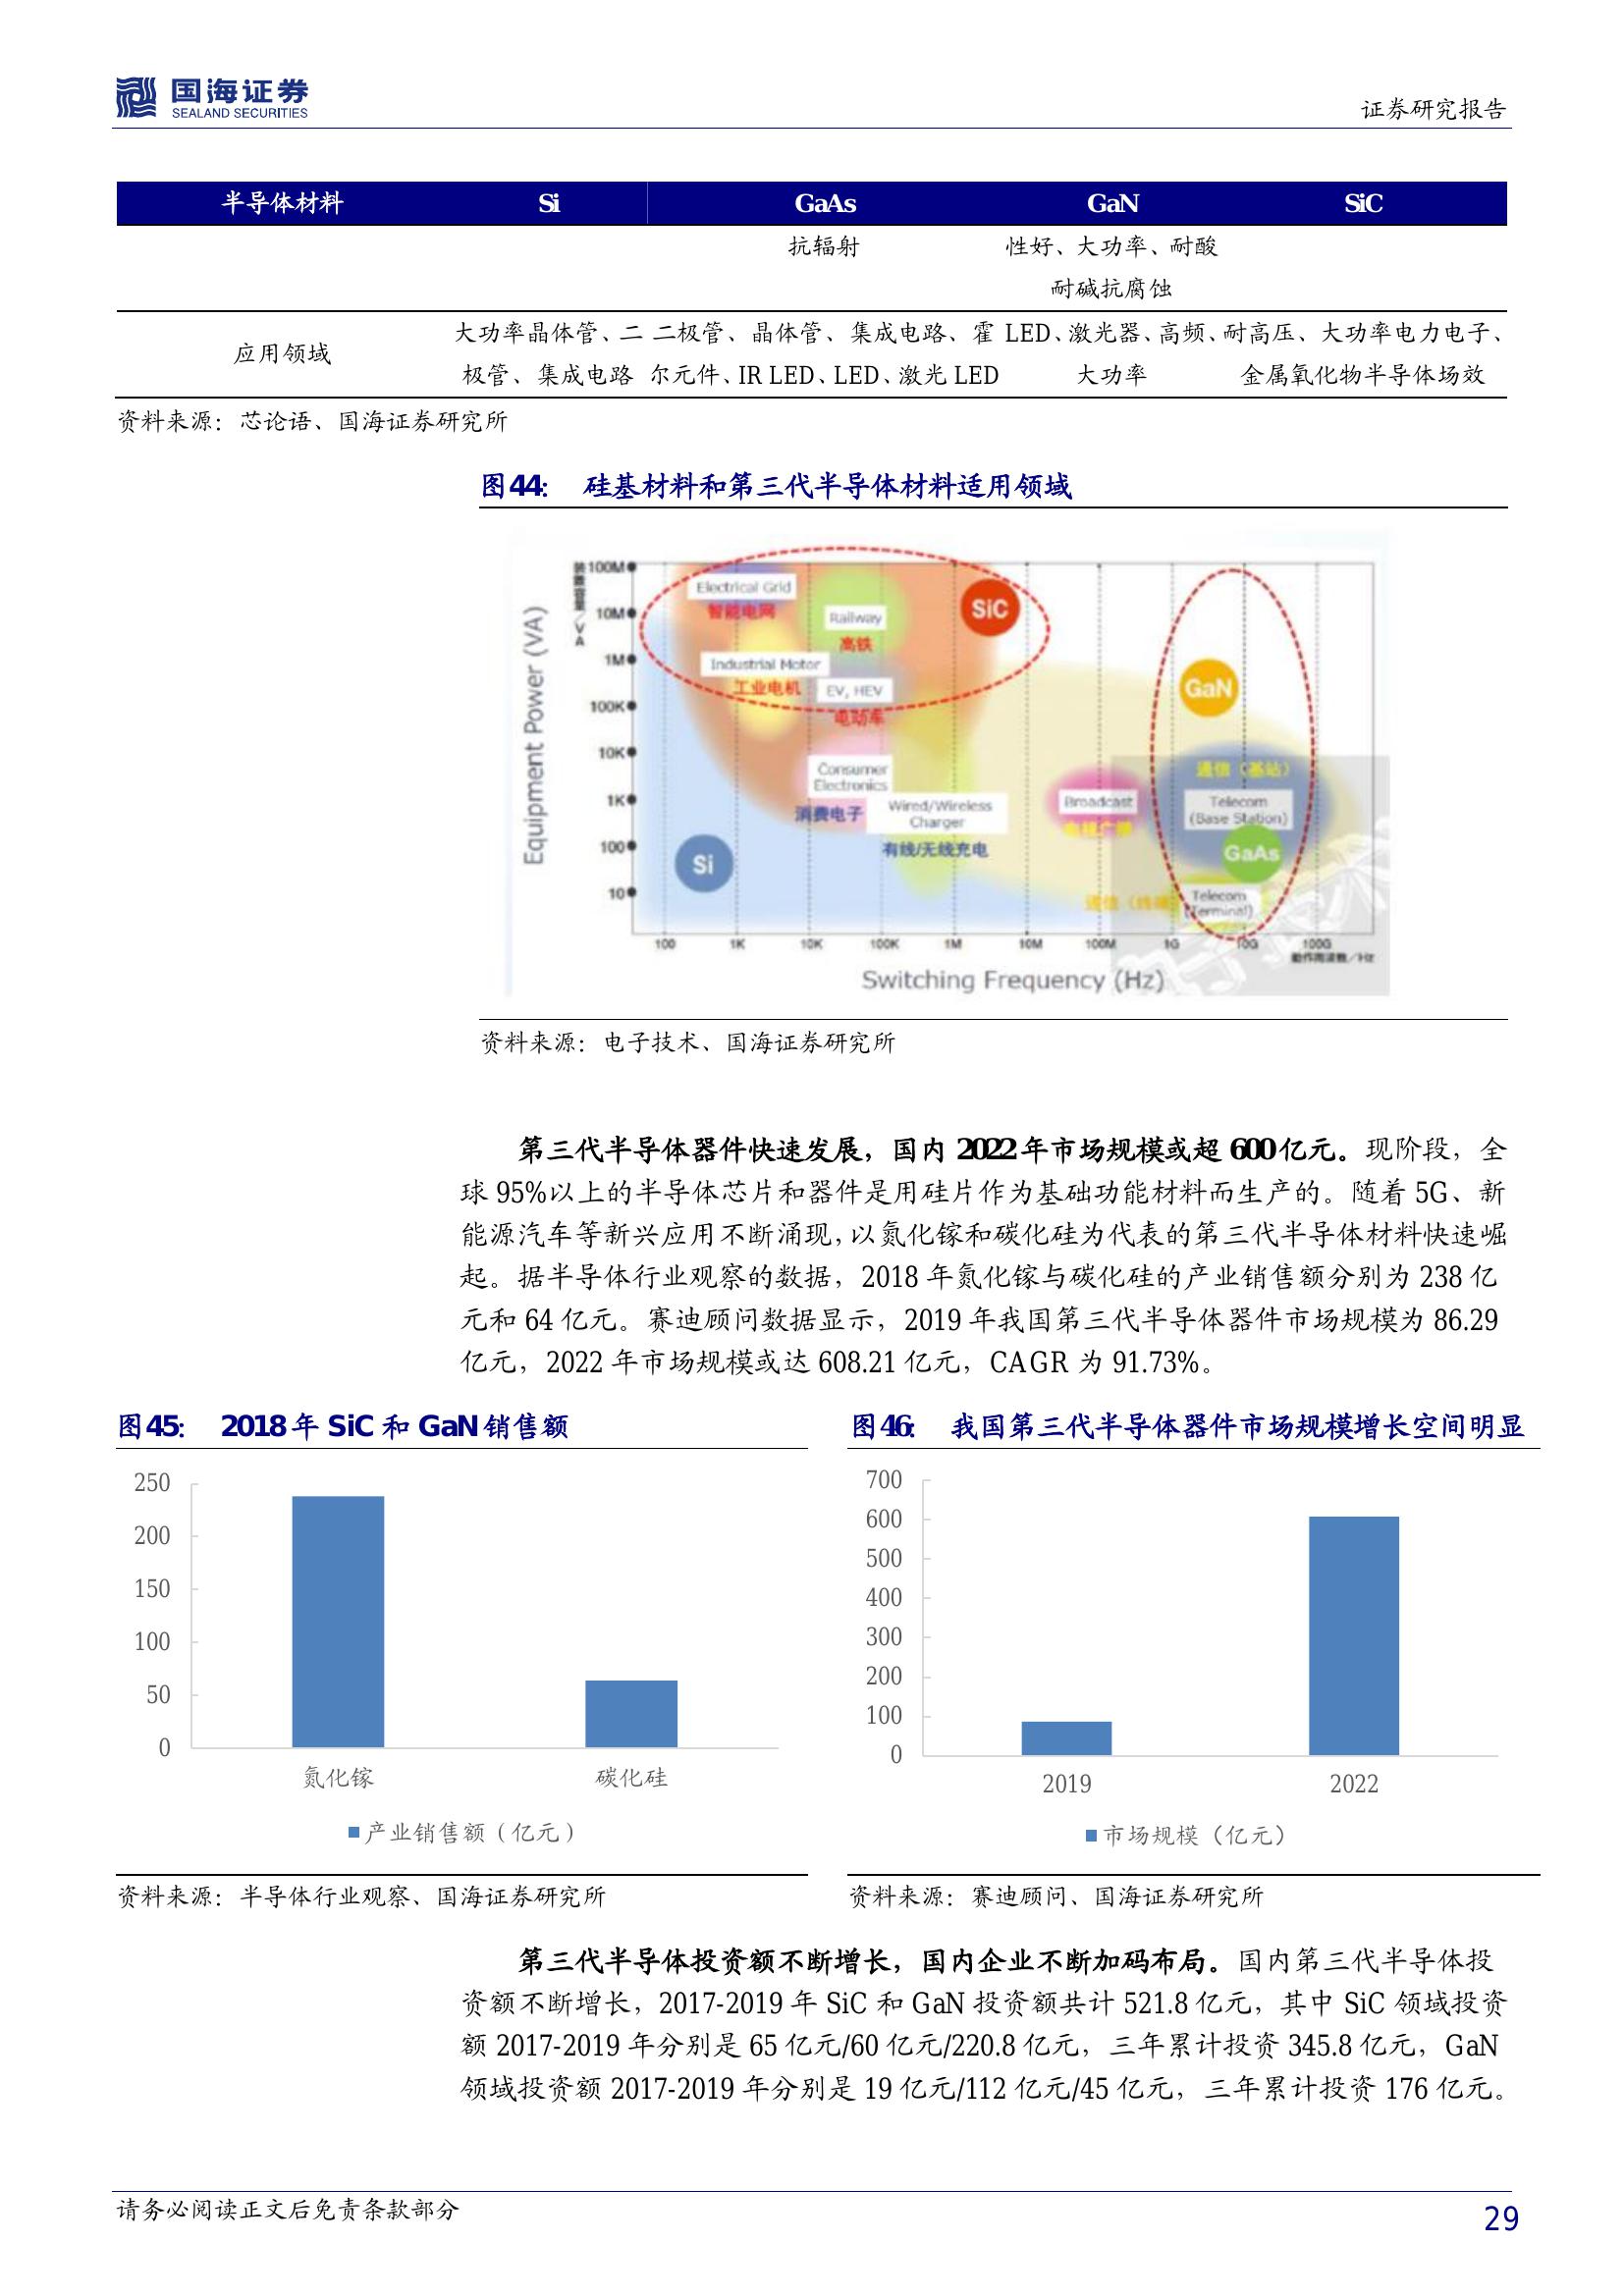 国海证券
SEALAND SECURITIES
证券研究报告
半导体材料 Si GaAs GaN SiC
抗辐射 性好、大功率、耐酸
耐碱抗腐蚀
应用领域
大功率晶体管、二 二极管、晶体管、集成电路、霍 LED、激光器、高频、耐高压、大功率电力电子、
极管、集成电路 尔元件、IR LED、LED、激光 LED 大功率 金属氧化物半导体场效
资料来源：芯论语、国海证券研究所
图44: 硅基材料和第三代半导体材料适用领域
Equipment Power (VA)
100M
10M
1M
100K
10K
1K
100
10
Electrical Grid
智能电网
Railway
高铁
SiC
Industrial Motor
工业电机
EV, HEV
电动车
GaN
Consumer
Electronics
消费电子
Wired/Wireless
Charger
有线/无线充电
Broadcast
通信（基站）
Telecom
(Base Station)
GaAs
Si
Telecom
(Terminal)
100 1K 10K 100K 1M 10M 100M 1G 10G 100G
Switching Frequency (Hz)
资料来源：电子技术、国海证券研究所
第三代半导体器件快速发展，国内 2022 年市场规模或超 600 亿元。现阶段，全
球 95%以上的半导体芯片和器件是用硅片作为基础功能材料而生产的。随着 5G、新
能源汽车等新兴应用不断涌现，以氮化镓和碳化硅为代表的第三代半导体材料快速崛
起。据半导体行业观察的数据，2018 年氮化镓与碳化硅的产业销售额分别为 238 亿
元和 64 亿元。赛迪顾问数据显示，2019 年我国第三代半导体器件市场规模为 86.29
亿元，2022 年市场规模或达 608.21 亿元，CAGR 为 91.73%。
图45: 2018 年 SiC 和 GaN 销售额
250
200
150
100
50
0
氮化镓 碳化硅
产业销售额（亿元）
资料来源：半导体行业观察、国海证券研究所
图46: 我国第三代半导体器件市场规模增长空间明显
700
600
500
400
300
200
100
0
2019 2022
市场规模（亿元）
资料来源：赛迪顾问、国海证券研究所
第三代半导体投资额不断增长，国内企业不断加码布局。国内第三代半导体投
资额不断增长，2017-2019 年 SiC 和 GaN 投资额共计 521.8 亿元，其中 SiC 领域投资
额 2017-2019 年分别是 65 亿元/60 亿元/220.8 亿元，三年累计投资 345.8 亿元，GaN
领域投资额 2017-2019 年分别是 19 亿元/112 亿元/45 亿元，三年累计投资 176 亿元。
请务必阅读正文后免责条款部分
29